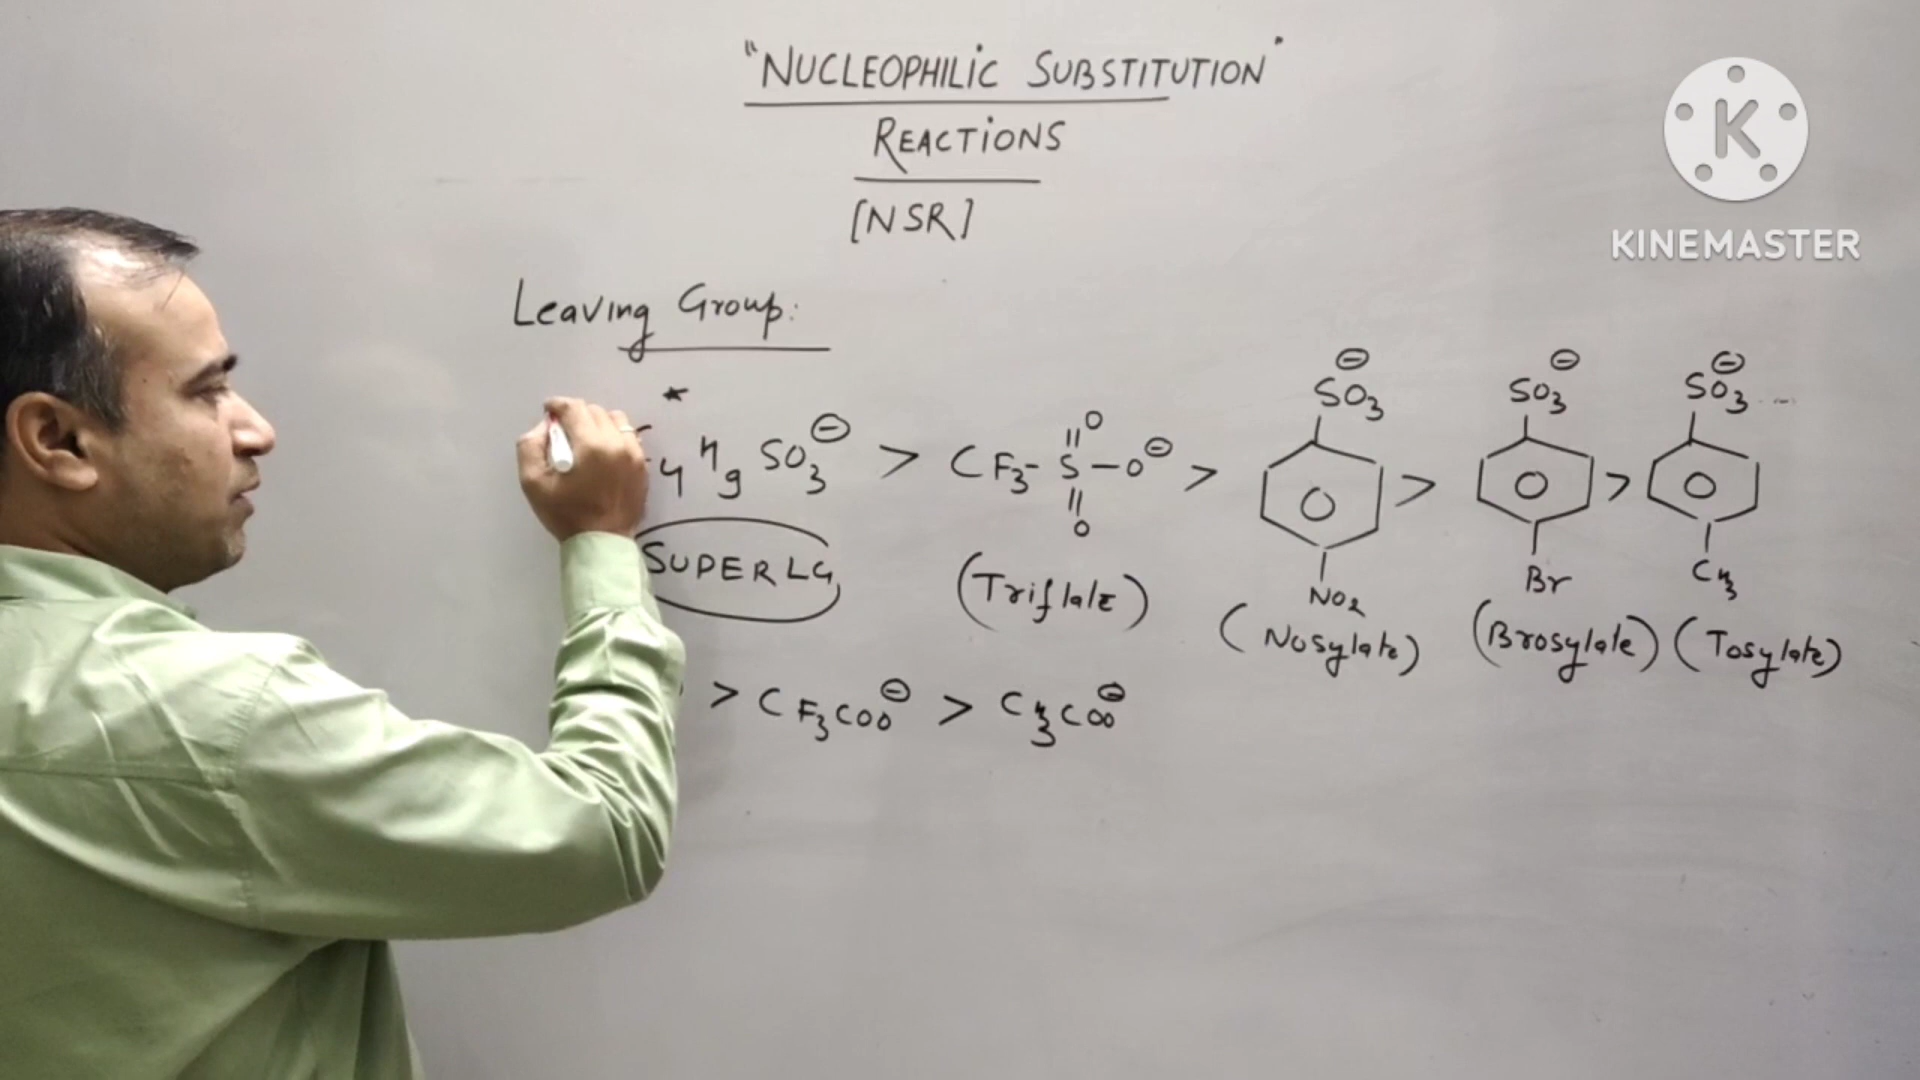 "NUCLEOPHILIC SUBSTITUTION"
REACTIONS
[NSR]
K
KINEMASTER
Leaving Group:
* 4 n g SO3⊖ > CF3-S-O⊖ > SO3⊖ > SO3⊖ > SO3⊖ ....
O
O
O O O
NO2 Br CH3
SUPER LG (Triflate) (Nosylate) (Brosylate) (Tosylate)
> CF3COO⊖ > CH3COO⊖